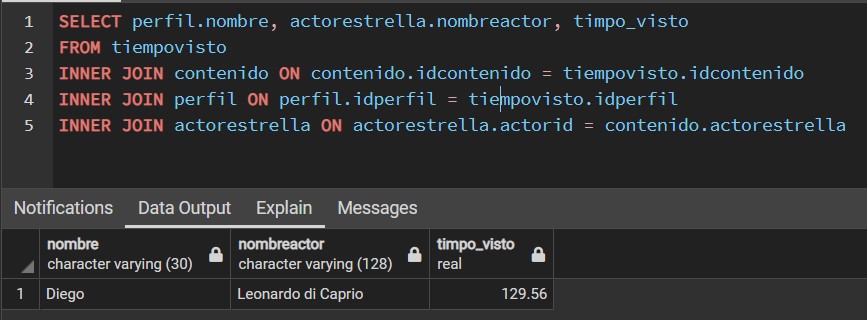 1 SELECT perfil.nombre, actorestrella.nombreactor, timpo_visto
2 FROM tiempovisto
3 INNER JOIN contenido ON contenido.idcontenido = tiempovisto.idcontenido
4 INNER JOIN perfil ON perfil.idperfil = tiempovisto.idperfil
5 INNER JOIN actorestrella ON actorestrella.actorid = contenido.actorestrella
Notifications Data Output Explain Messages
nombre nombreactor timpo_visto
character varying (30) character varying (128) real
1 Diego Leonardo di Caprio 129.56